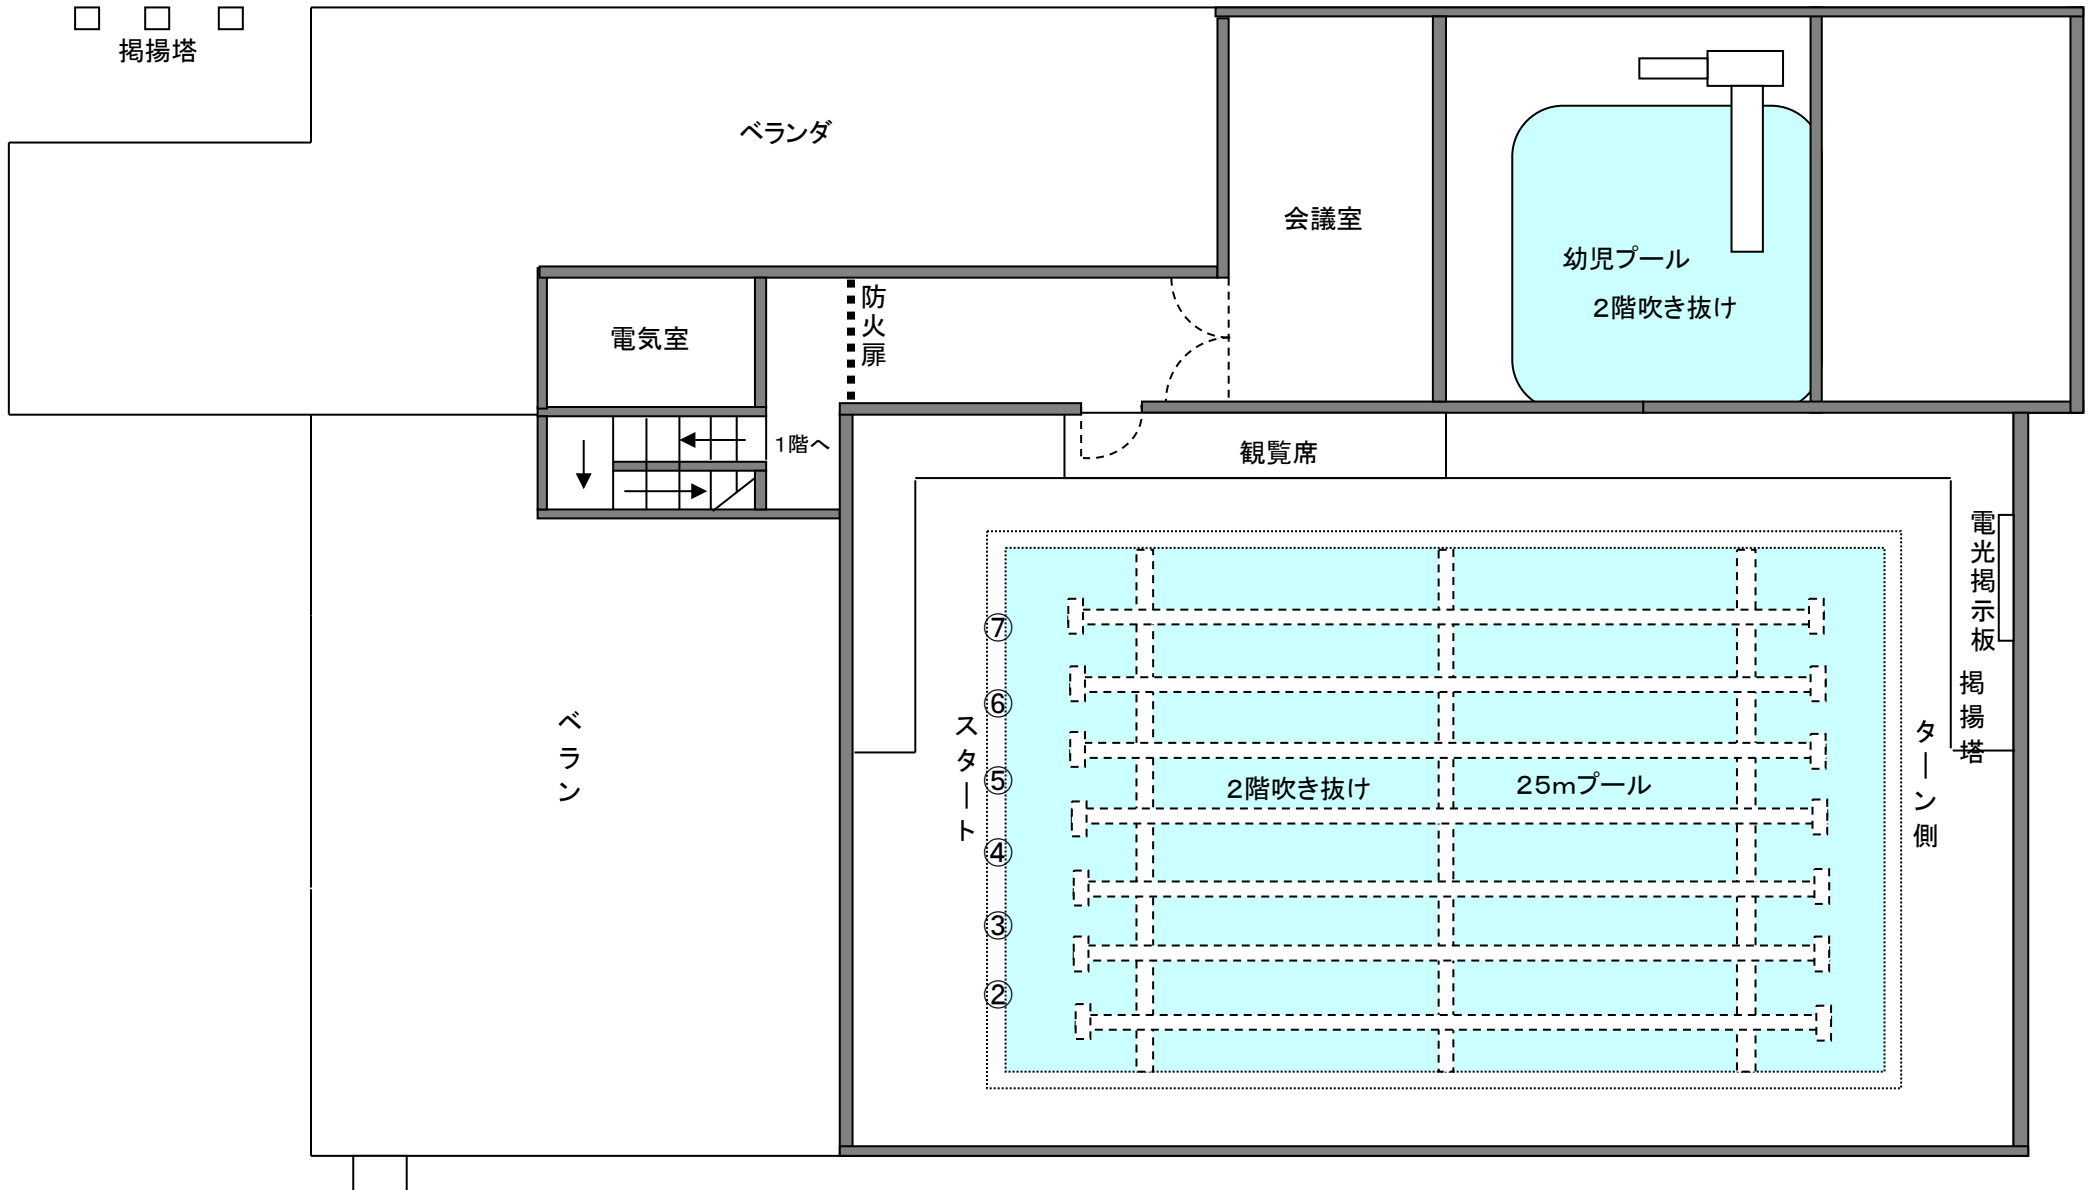 掲揚塔
ベランダ
会議室
幼児プール
2階吹き抜け
防火扉
電気室
1階へ
観覧席
電光掲示板
掲揚塔
⑦
⑥
⑤
④
③
②
スタート
ターン側
ベラン
2階吹き抜け
25mプール